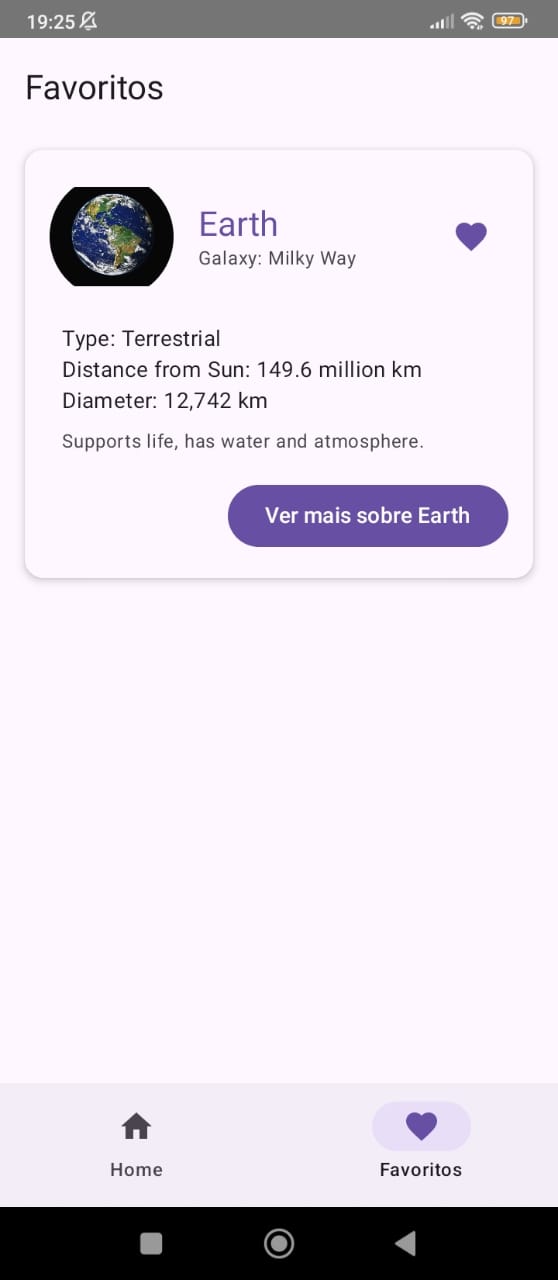 19:25
97
Favoritos
Earth
Galaxy: Milky Way
Type: Terrestrial
Distance from Sun: 149.6 million km
Diameter: 12,742 km
Supports life, has water and atmosphere.
Ver mais sobre Earth
Home
Favoritos